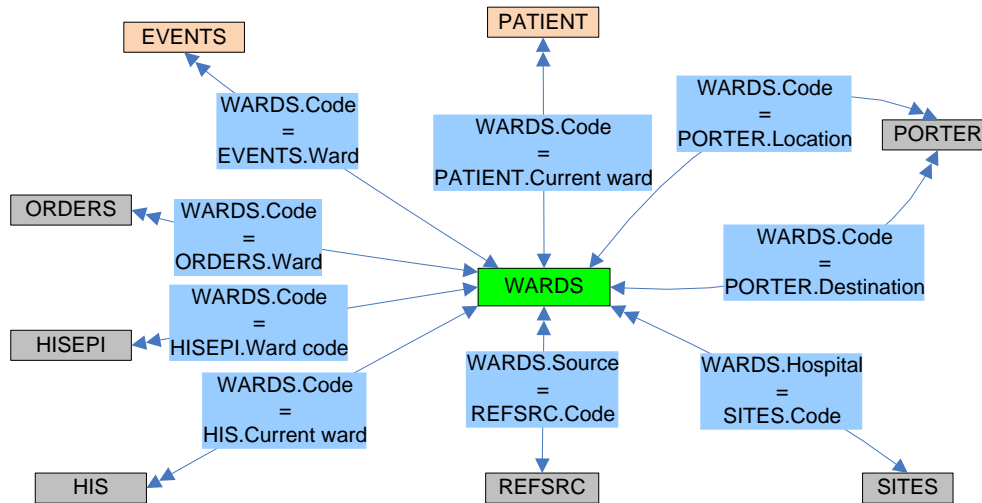 EVENTS
PATIENT
WARDS.Code
=
EVENTS.Ward
WARDS.Code
=
PATIENT.Current ward
WARDS.Code
=
PORTER.Location
PORTER
ORDERS
WARDS.Code
=
ORDERS.Ward
WARDS.Code
=
PORTER.Destination
WARDS
HISEPI
WARDS.Code
=
HISEPI.Ward code
WARDS.Code
=
HIS.Current ward
WARDS.Source
=
REFSRC.Code
WARDS.Hospital
=
SITES.Code
HIS
REFSRC
SITES